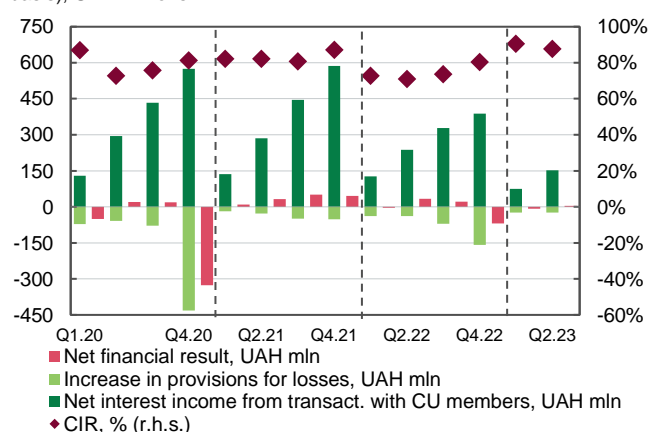 750 100%
600 80%
450 60%
300 40%
150 20%
0 0%
-150 -20%
-300 -40%
-450 -60%
Q1.20 Q4.20 Q2.21 Q4.21 Q2.22 Q4.22 Q2.23
Net financial result, UAH mln
Increase in provisions for losses, UAH mln
Net interest income from transact. with CU members, UAH mln
CIR, % (r.h.s.)